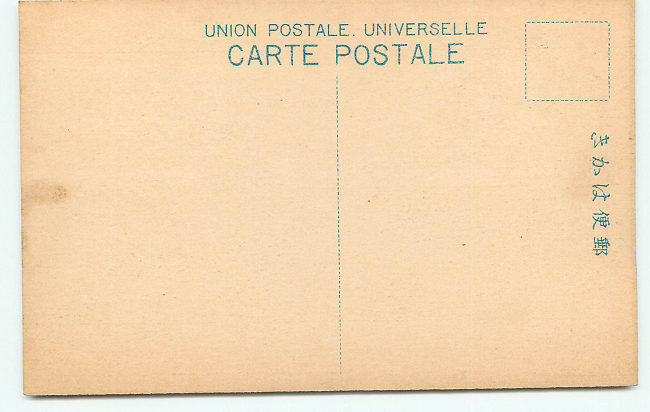 UNION POSTALE. UNIVERSELLE
CARTE POSTALE
郵便はかき